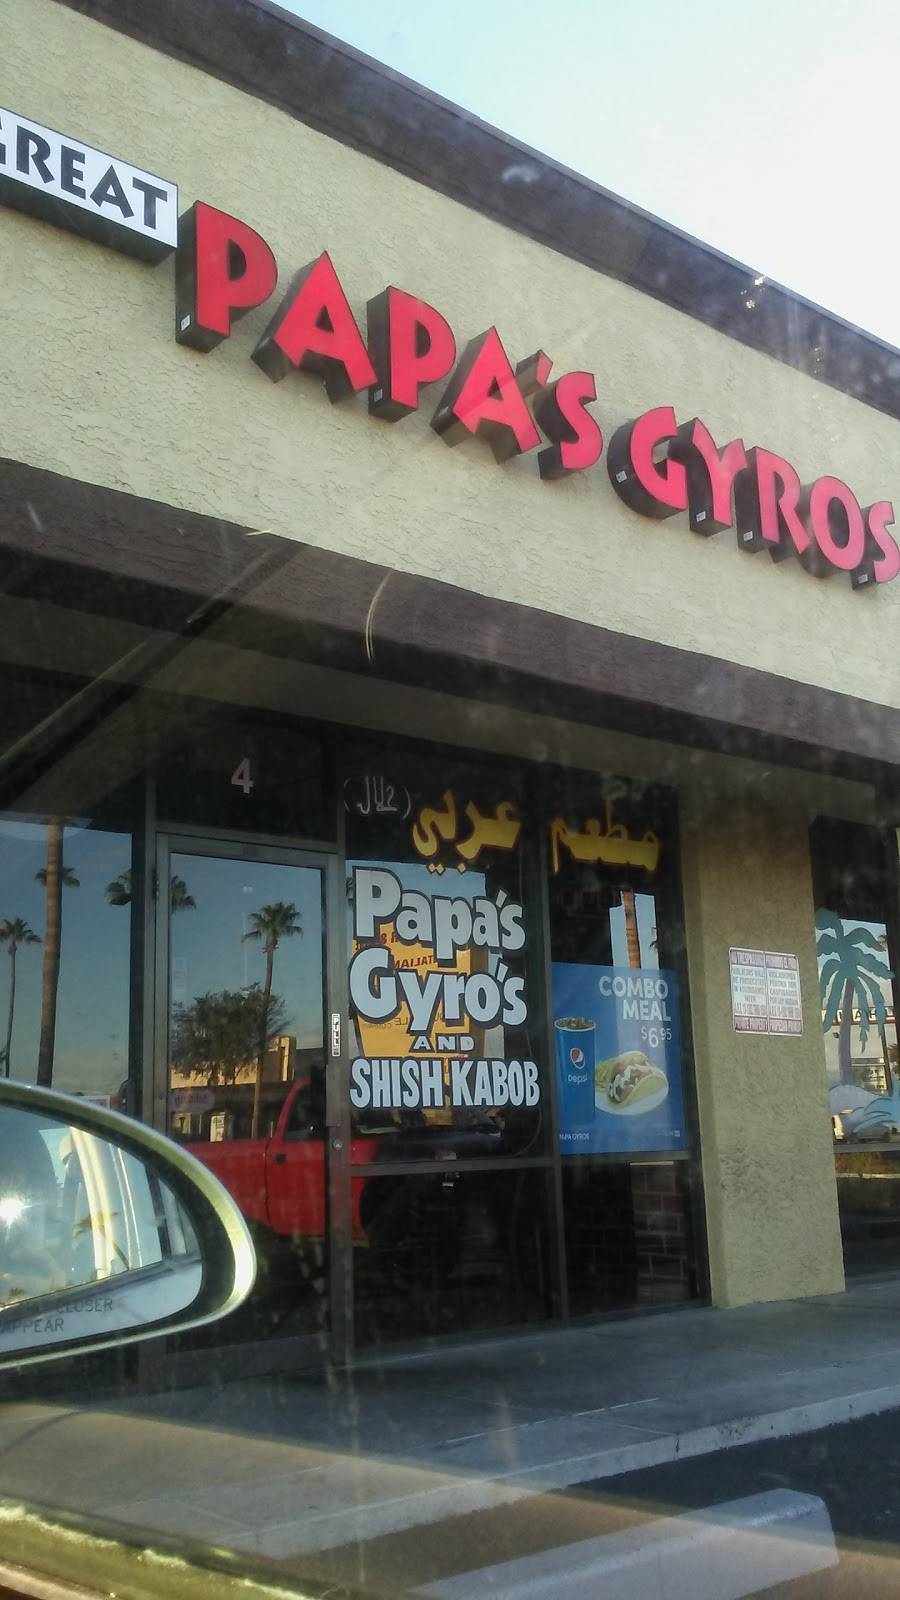 GREAT
PAPA'S GYROS
4
مطعم عربي
Papa's
Gyro's
AND
SHISH KABOB
PULL
COMBO
MEAL
$6.95
pepsi
PAPA GYROS
CLOSER
APPEAR